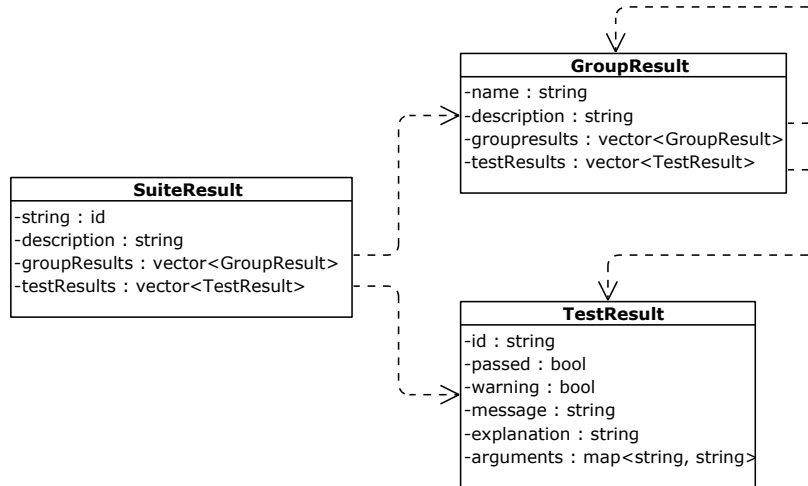 GroupResult
-name : string
-description : string
-groupresults : vector<GroupResult>
-testResults : vector<TestResult>
SuiteResult
-string : id
-description : string
-groupResults : vector<GroupResult>
-testResults : vector<TestResult>
TestResult
-id : string
-passed : bool
-warning : bool
-message : string
-explanation : string
-arguments : map<string, string>